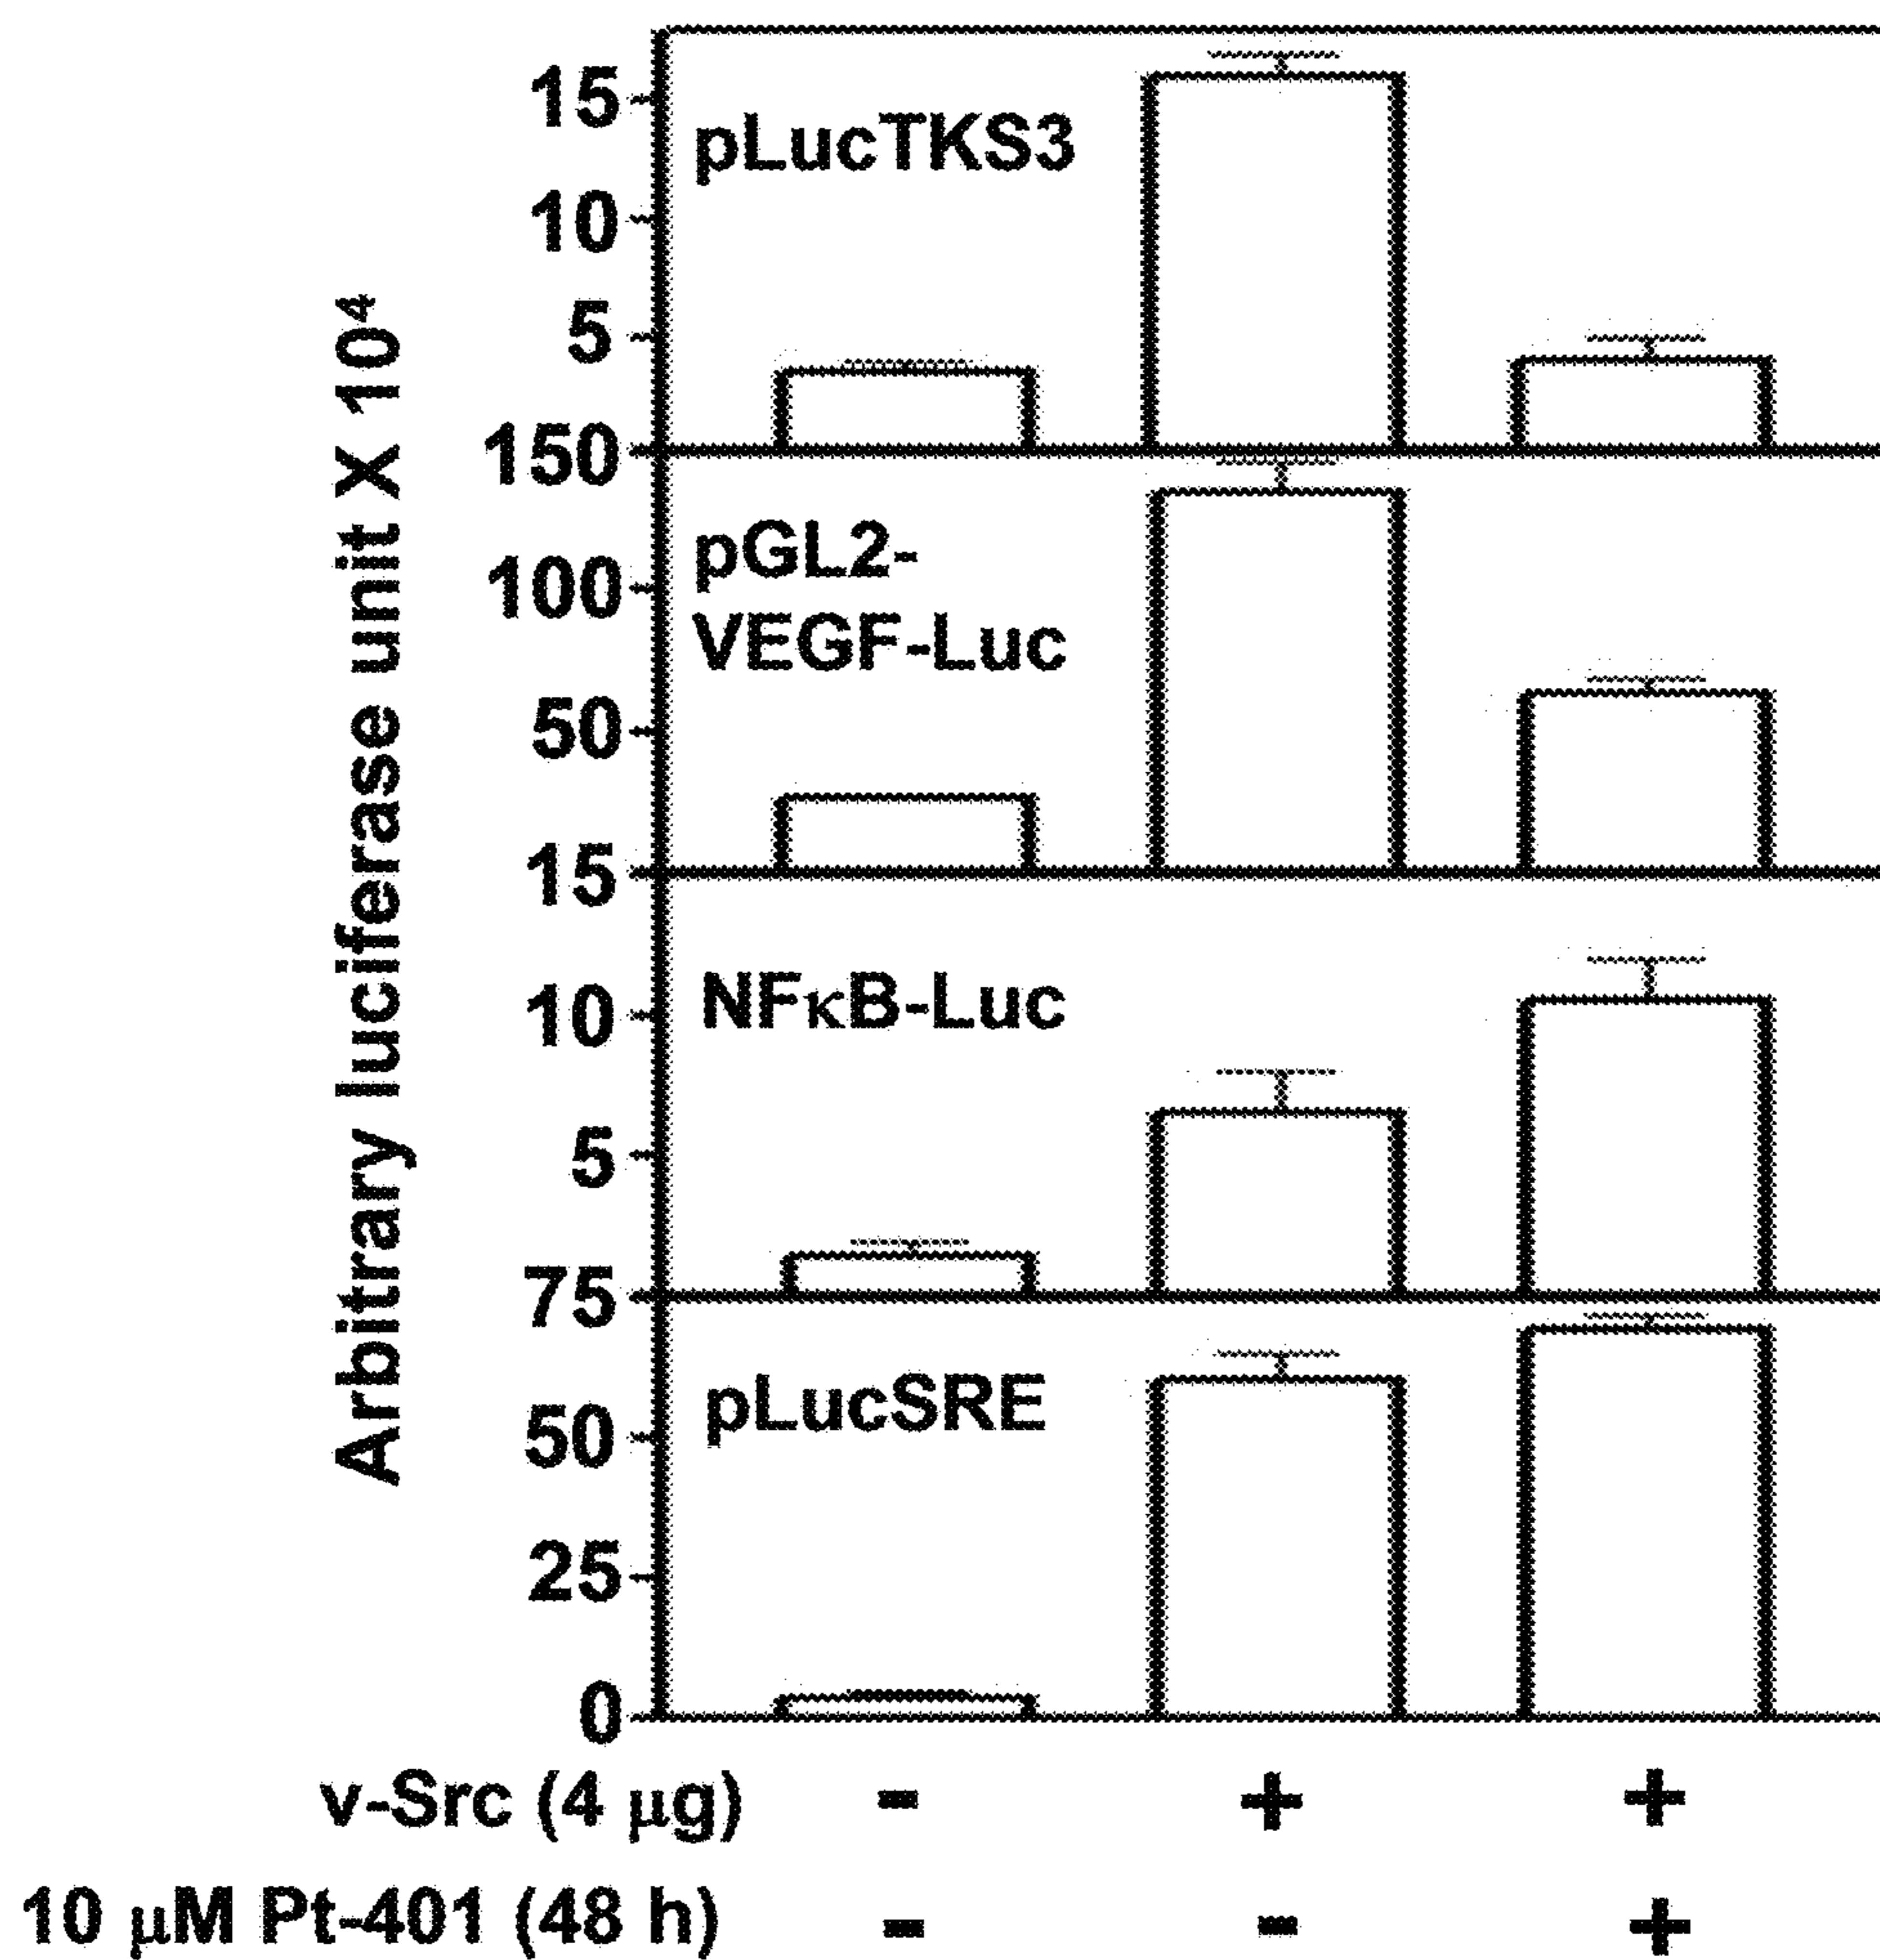 Arbitrary luciferase unit X 10⁴
15
pLucTKS3
10
5
150
pGL2-
100
VEGF-Luc
50
15
NFκB-Luc
10
5
75
pLucSRE
50
25
0
v-Src (4 μg) - + +
10 μM Pt-401 (48 h) - - +